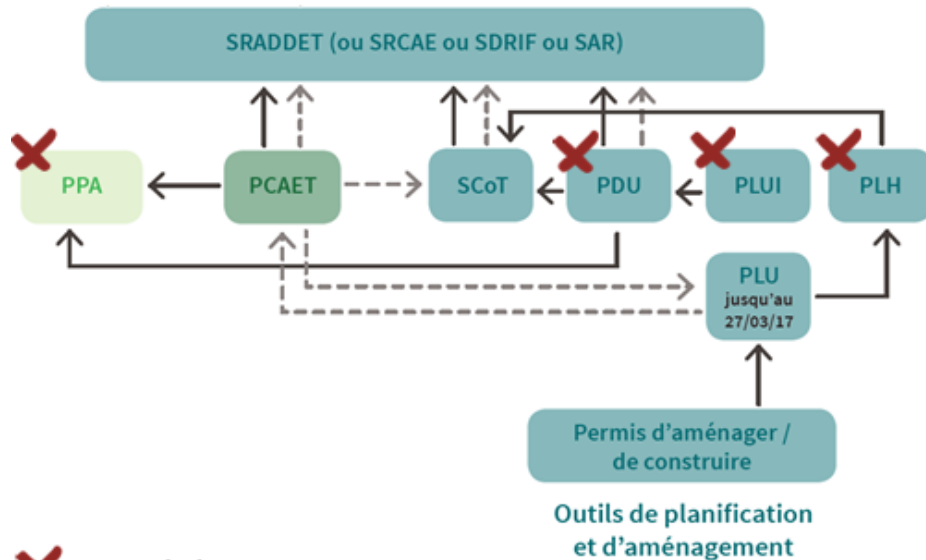 SRADDET (ou SRCAE ou SDRIF ou SAR)
PPA
PCAET
SCoT
PDU
PLUI
PLH
PLU
jusqu'au
27/03/17
Permis d'aménager /
de construire
Outils de planification
et d'aménagement